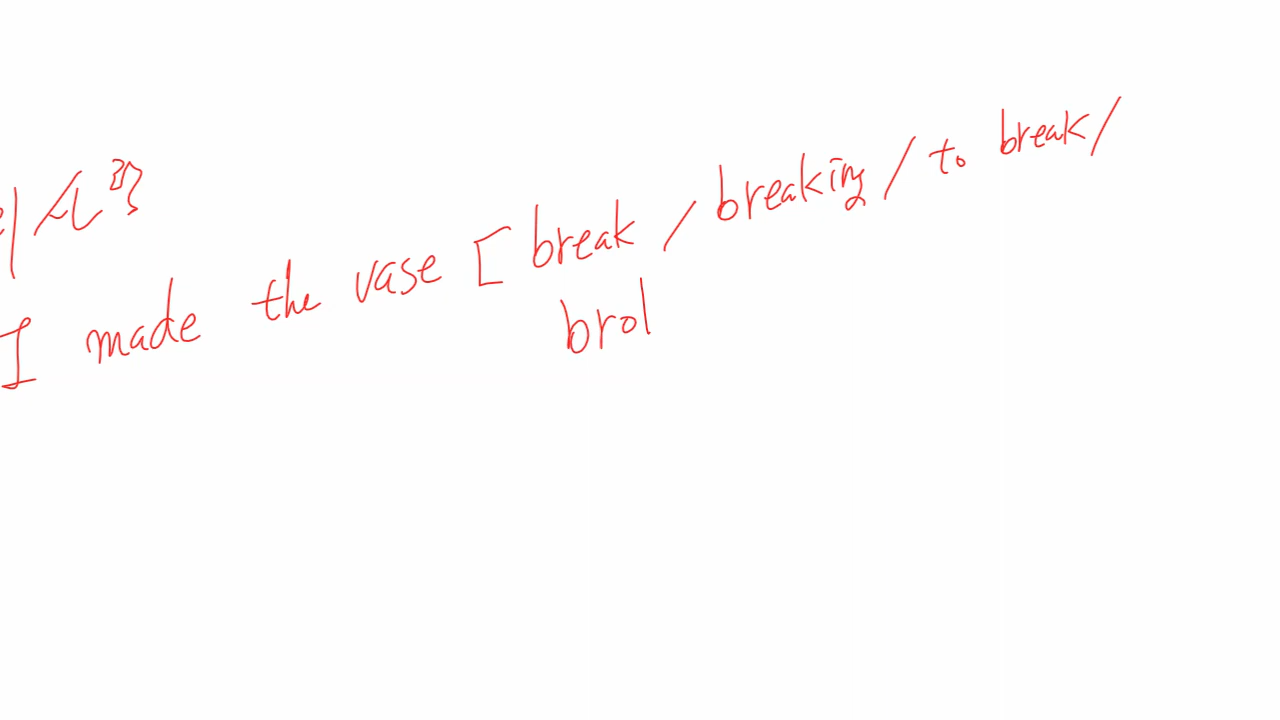 I made the vase [ break / breaking / to break /
brol